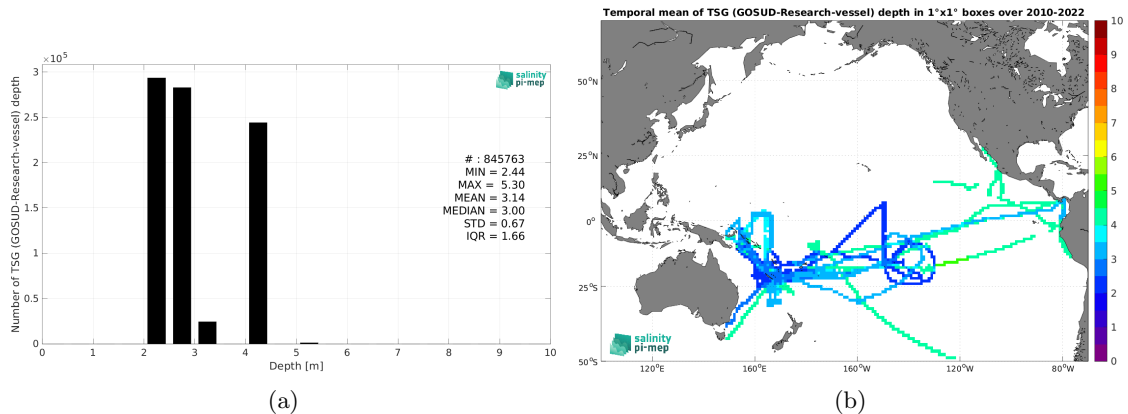 ×10⁵
3
2.5
2
1.5
1
0.5
0
Number of TSG (GOSUD-Research-vessel) depth
salinity
pi-mep
# : 845763
MIN = 2.44
MAX = 5.30
MEAN = 3.14
MEDIAN = 3.00
STD = 0.67
IQR = 1.66
0 1 2 3 4 5 6 7 8 9 10
Depth [m]
(a)
Temporal mean of TSG (GOSUD-Research-vessel) depth in 1°x1° boxes over 2010-2022
50°N
25°N
0°
25°S
50°S
120°E 160°E 160°W 120°W 80°W
salinity
pi-mep
10
9
8
7
6
5
4
3
2
1
0
(b)